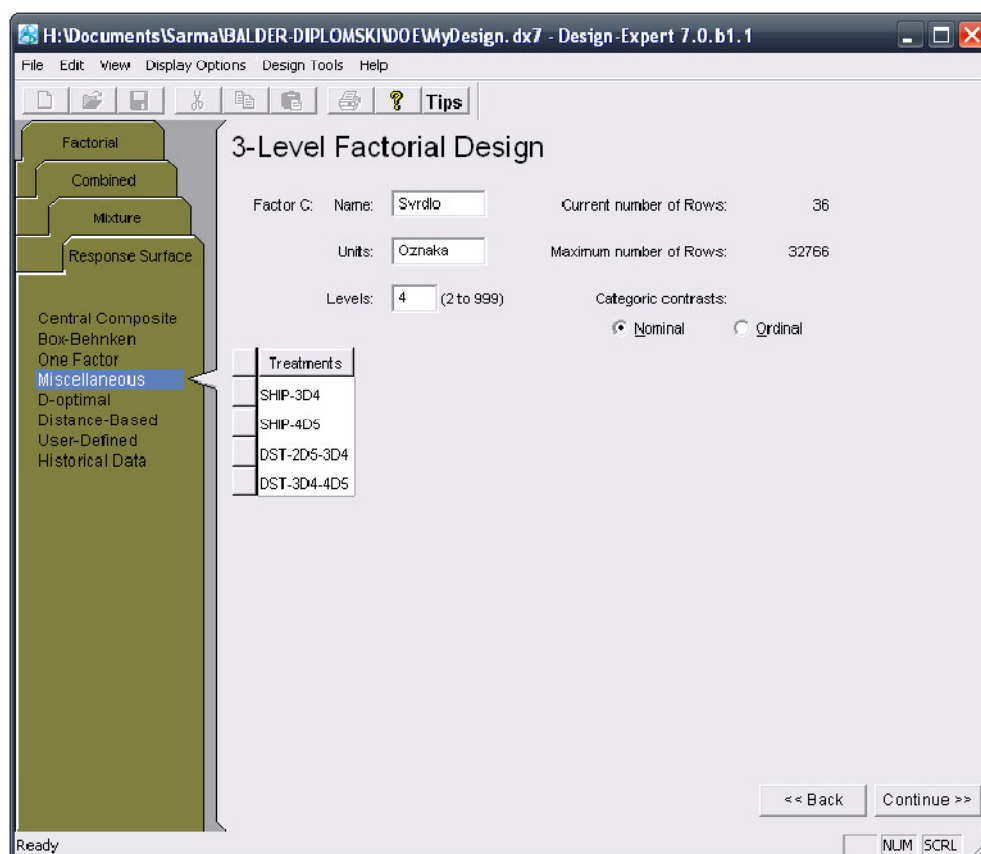 H:\Documents\Sarma\BALDER-DIPLOMSKI\DOE\MyDesign.dx7 - Design-Expert 7.0.b1.1
File Edit View Display Options Design Tools Help
Tips
Factorial
Combined
Mixture
Response Surface
Central Composite
Box-Behnken
One Factor
Miscellaneous
D-optimal
Distance-Based
User-Defined
Historical Data
3-Level Factorial Design
Factor C: Name: Svrdlo Current number of Rows: 36
Units: Oznaka Maximum number of Rows: 32766
Levels: 4 (2 to 999) Categoric contrasts:
Nominal Ordinal
Treatments
SHIP-3D4
SHIP-4D5
DST-2D5-3D4
DST-3D4-4D5
<< Back Continue >>
Ready NUM SCRL